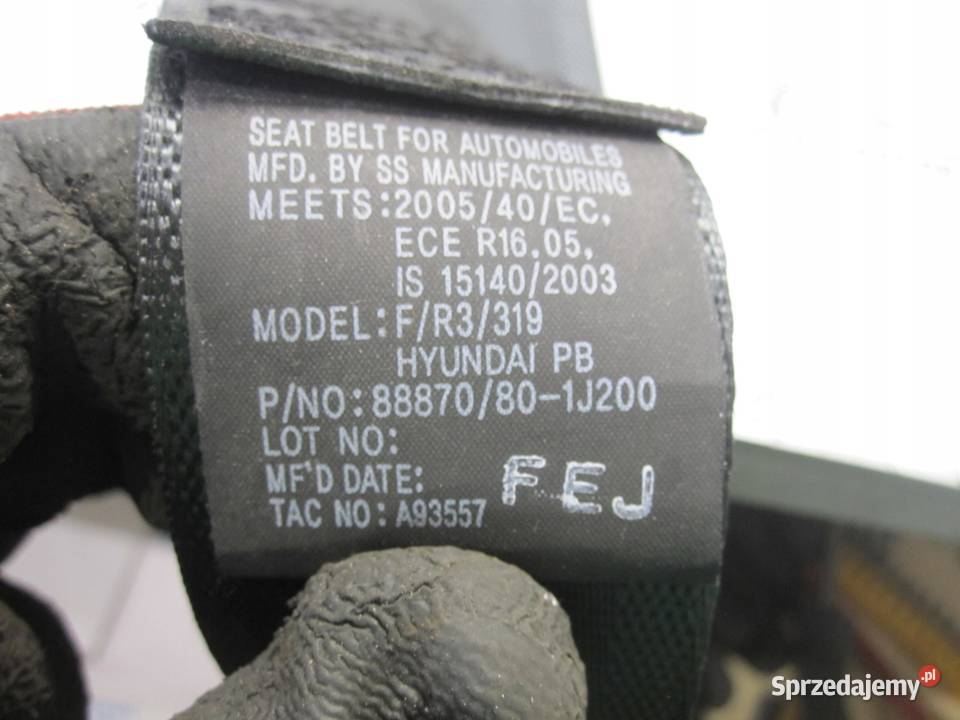 SEAT BELT FOR AUTOMOBILES
MFD. BY SS MANUFACTURING
MEETS:2005/40/EC,
ECE R16.05,
IS 15140/2003
MODEL:F/R3/319
HYUNDAI PB
P/NO:88870/80-1J200
LOT NO:
MF'D DATE: FEJ
TAC NO: A93557
Sprzedajemy.pl